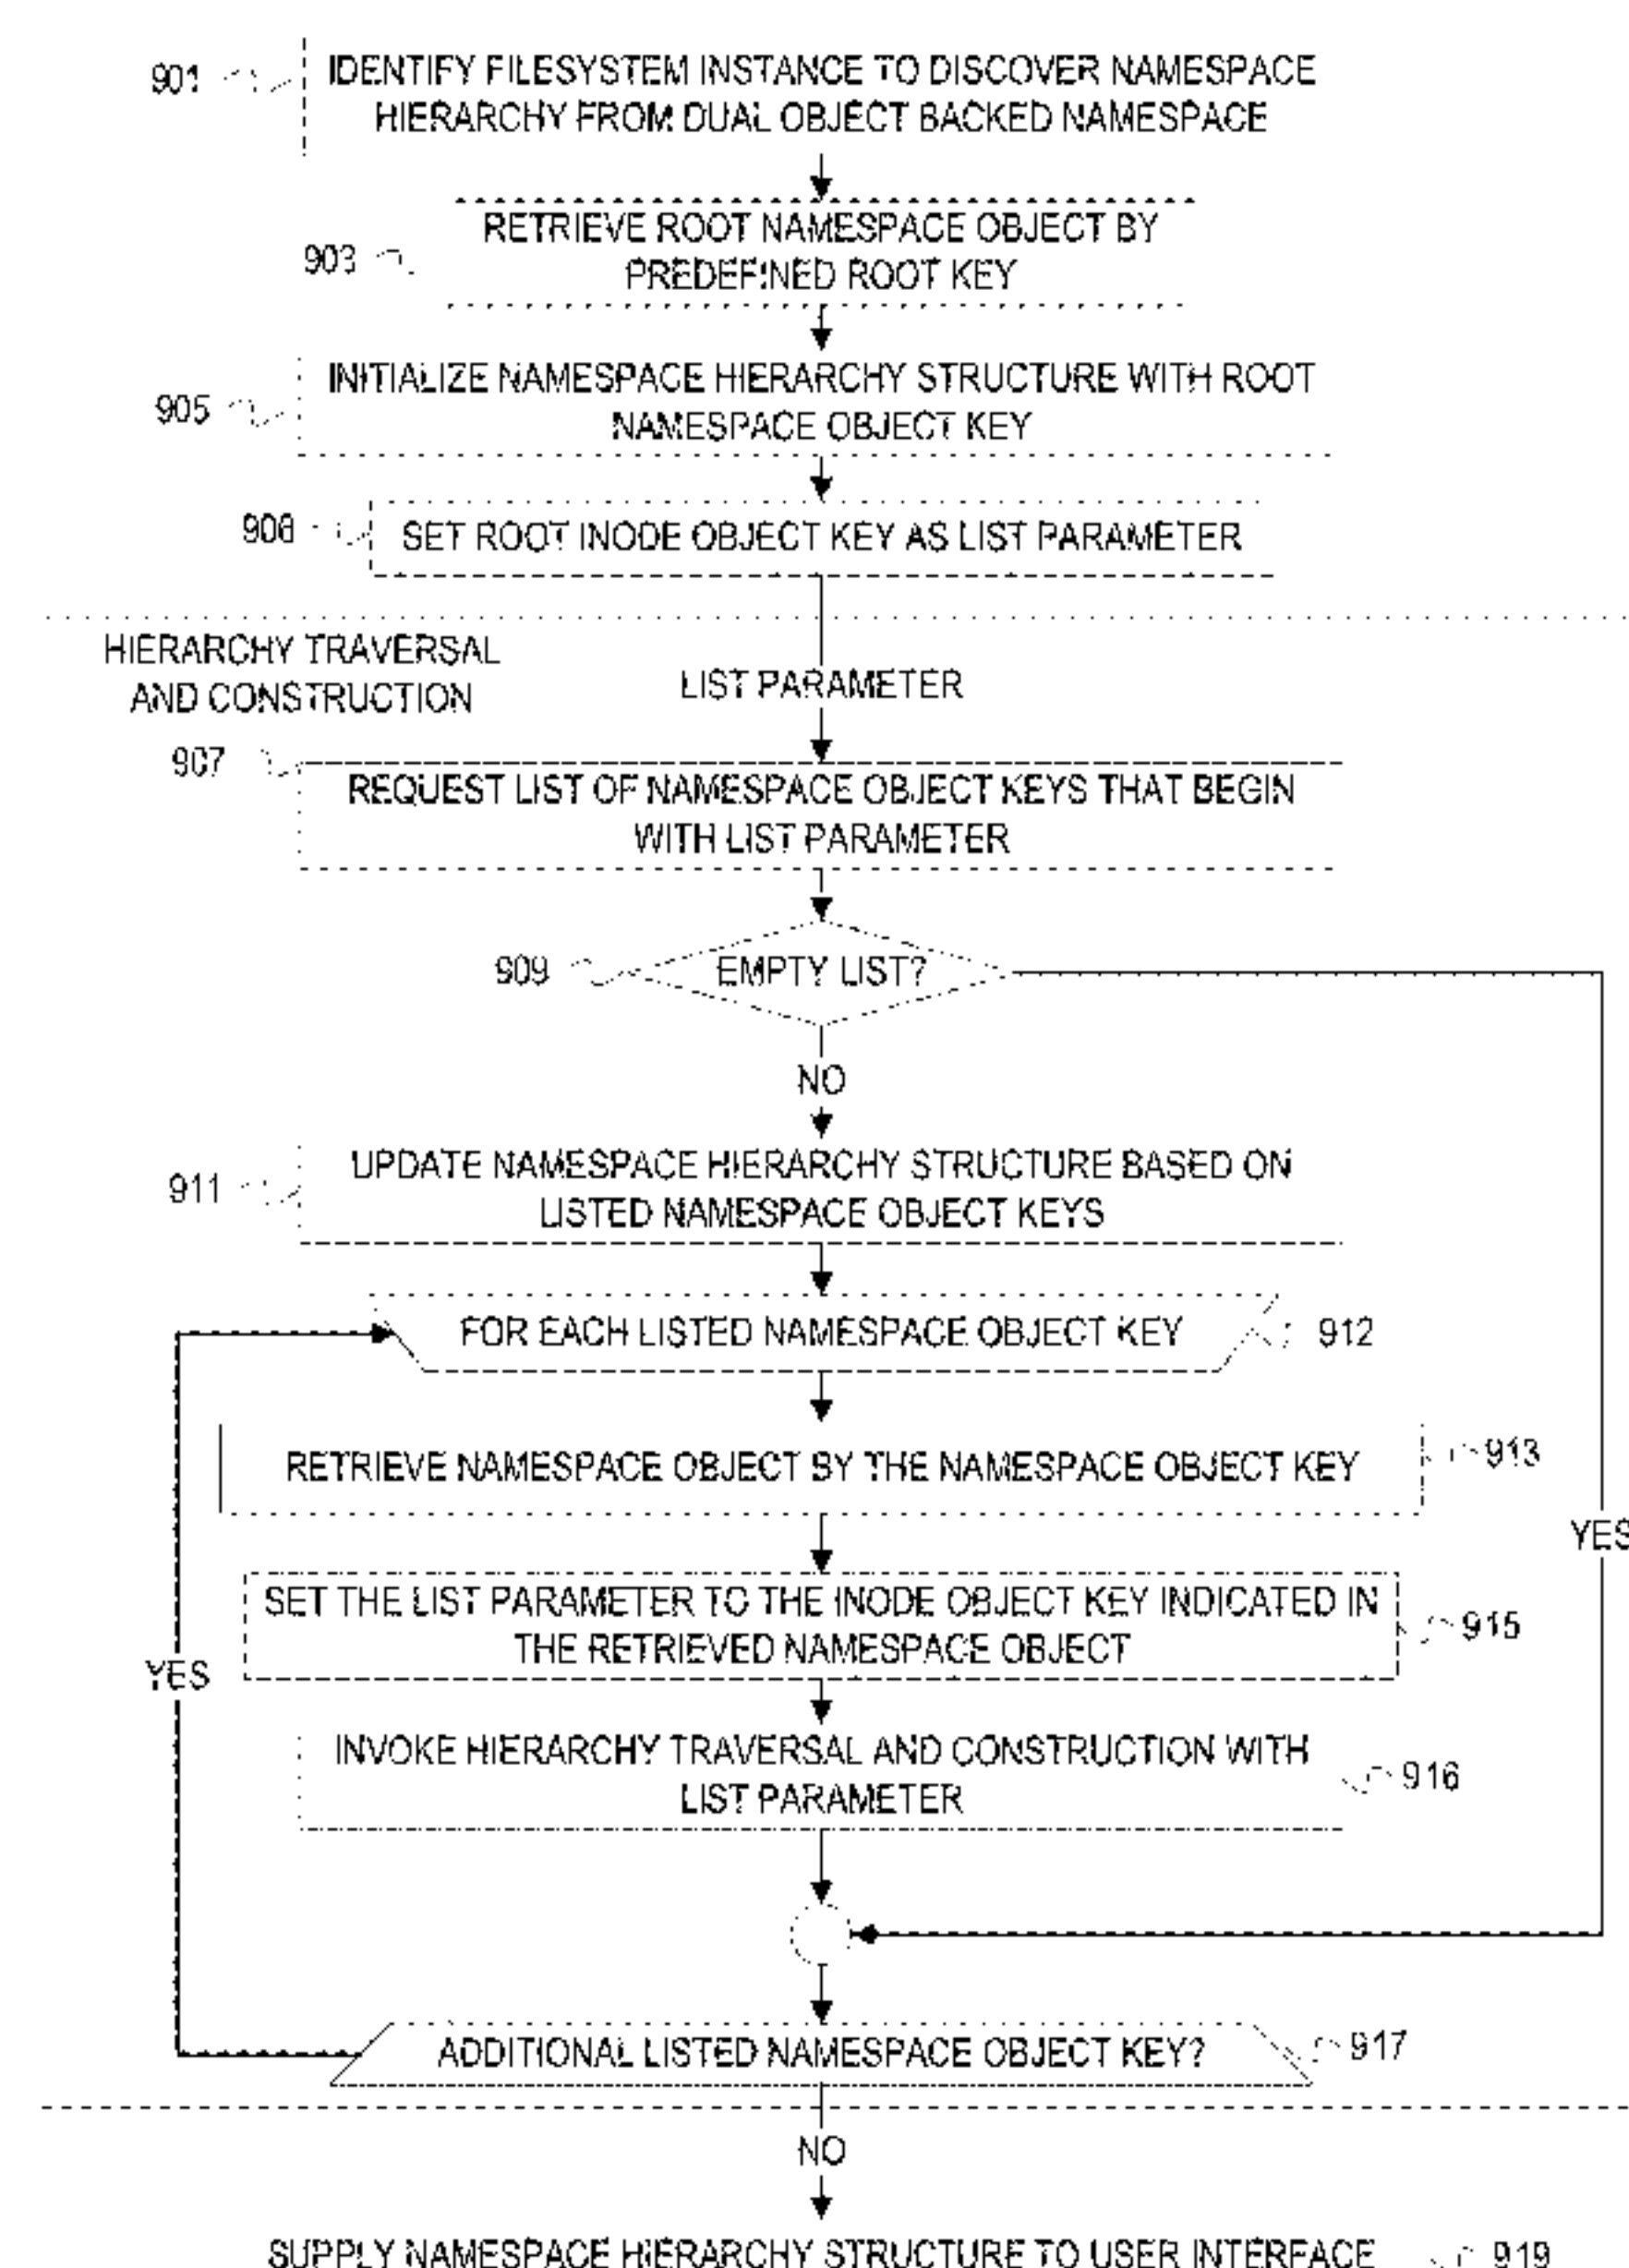 901
IDENTIFY FILESYSTEM INSTANCE TO DISCOVER NAMESPACE
HIERARCHY FROM DUAL OBJECT BACKED NAMESPACE
RETRIEVE ROOT NAMESPACE OBJECT BY
903
PREDEFINED ROOT KEY
INITIALIZE NAMESPACE HIERARCHY STRUCTURE WITH ROOT
905
NAMESPACE OBJECT KEY
906
SET ROOT INODE OBJECT KEY AS LIST PARAMETER
HIERARCHY TRAVERSAL
AND CONSTRUCTION
LIST PARAMETER
907
REQUEST LIST OF NAMESPACE OBJECT KEYS THAT BEGIN
WITH LIST PARAMETER
909
EMPTY LIST?
NO
UPDATE NAMESPACE HIERARCHY STRUCTURE BASED ON
911
LISTED NAMESPACE OBJECT KEYS
FOR EACH LISTED NAMESPACE OBJECT KEY
912
RETRIEVE NAMESPACE OBJECT BY THE NAMESPACE OBJECT KEY
913
YES
SET THE LIST PARAMETER TO THE INODE OBJECT KEY INDICATED IN
THE RETRIEVED NAMESPACE OBJECT
915
YES
INVOKE HIERARCHY TRAVERSAL AND CONSTRUCTION WITH
LIST PARAMETER
916
ADDITIONAL LISTED NAMESPACE OBJECT KEY?
917
NO
SUPPLY NAMESPACE HIERARCHY STRUCTURE TO USER INTERFACE
919